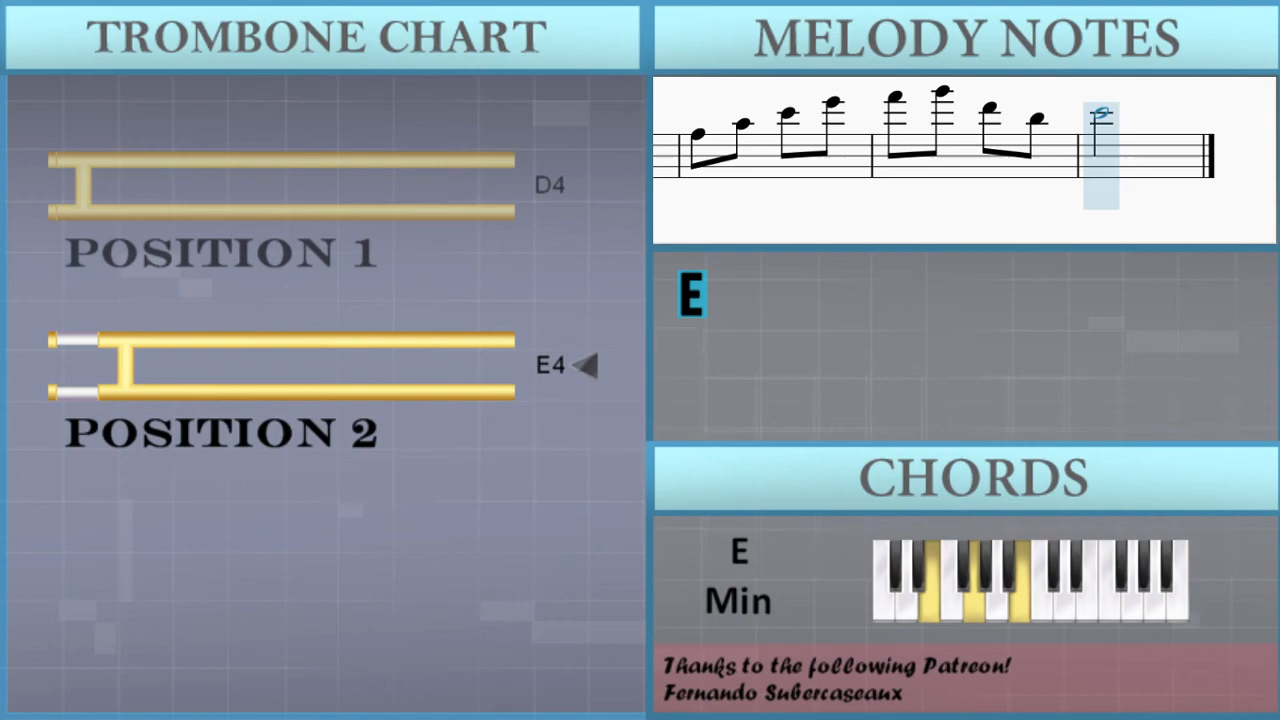 TROMBONE CHART
D4
POSITION 1
E4
POSITION 2
MELODY NOTES
E
CHORDS
E
Min
Thanks to the following Patreon!
Fernando Subercaseaux